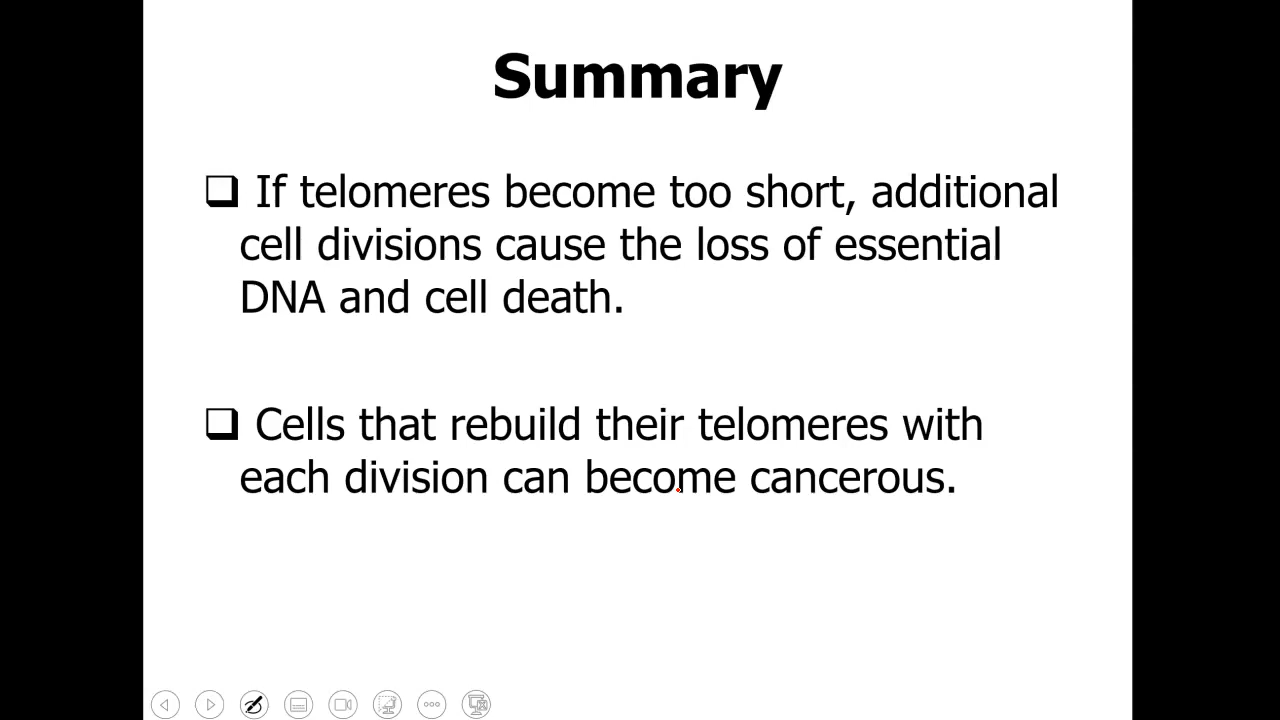 Summary
❑ If telomeres become too short, additional
cell divisions cause the loss of essential
DNA and cell death.
❑ Cells that rebuild their telomeres with
each division can become cancerous.